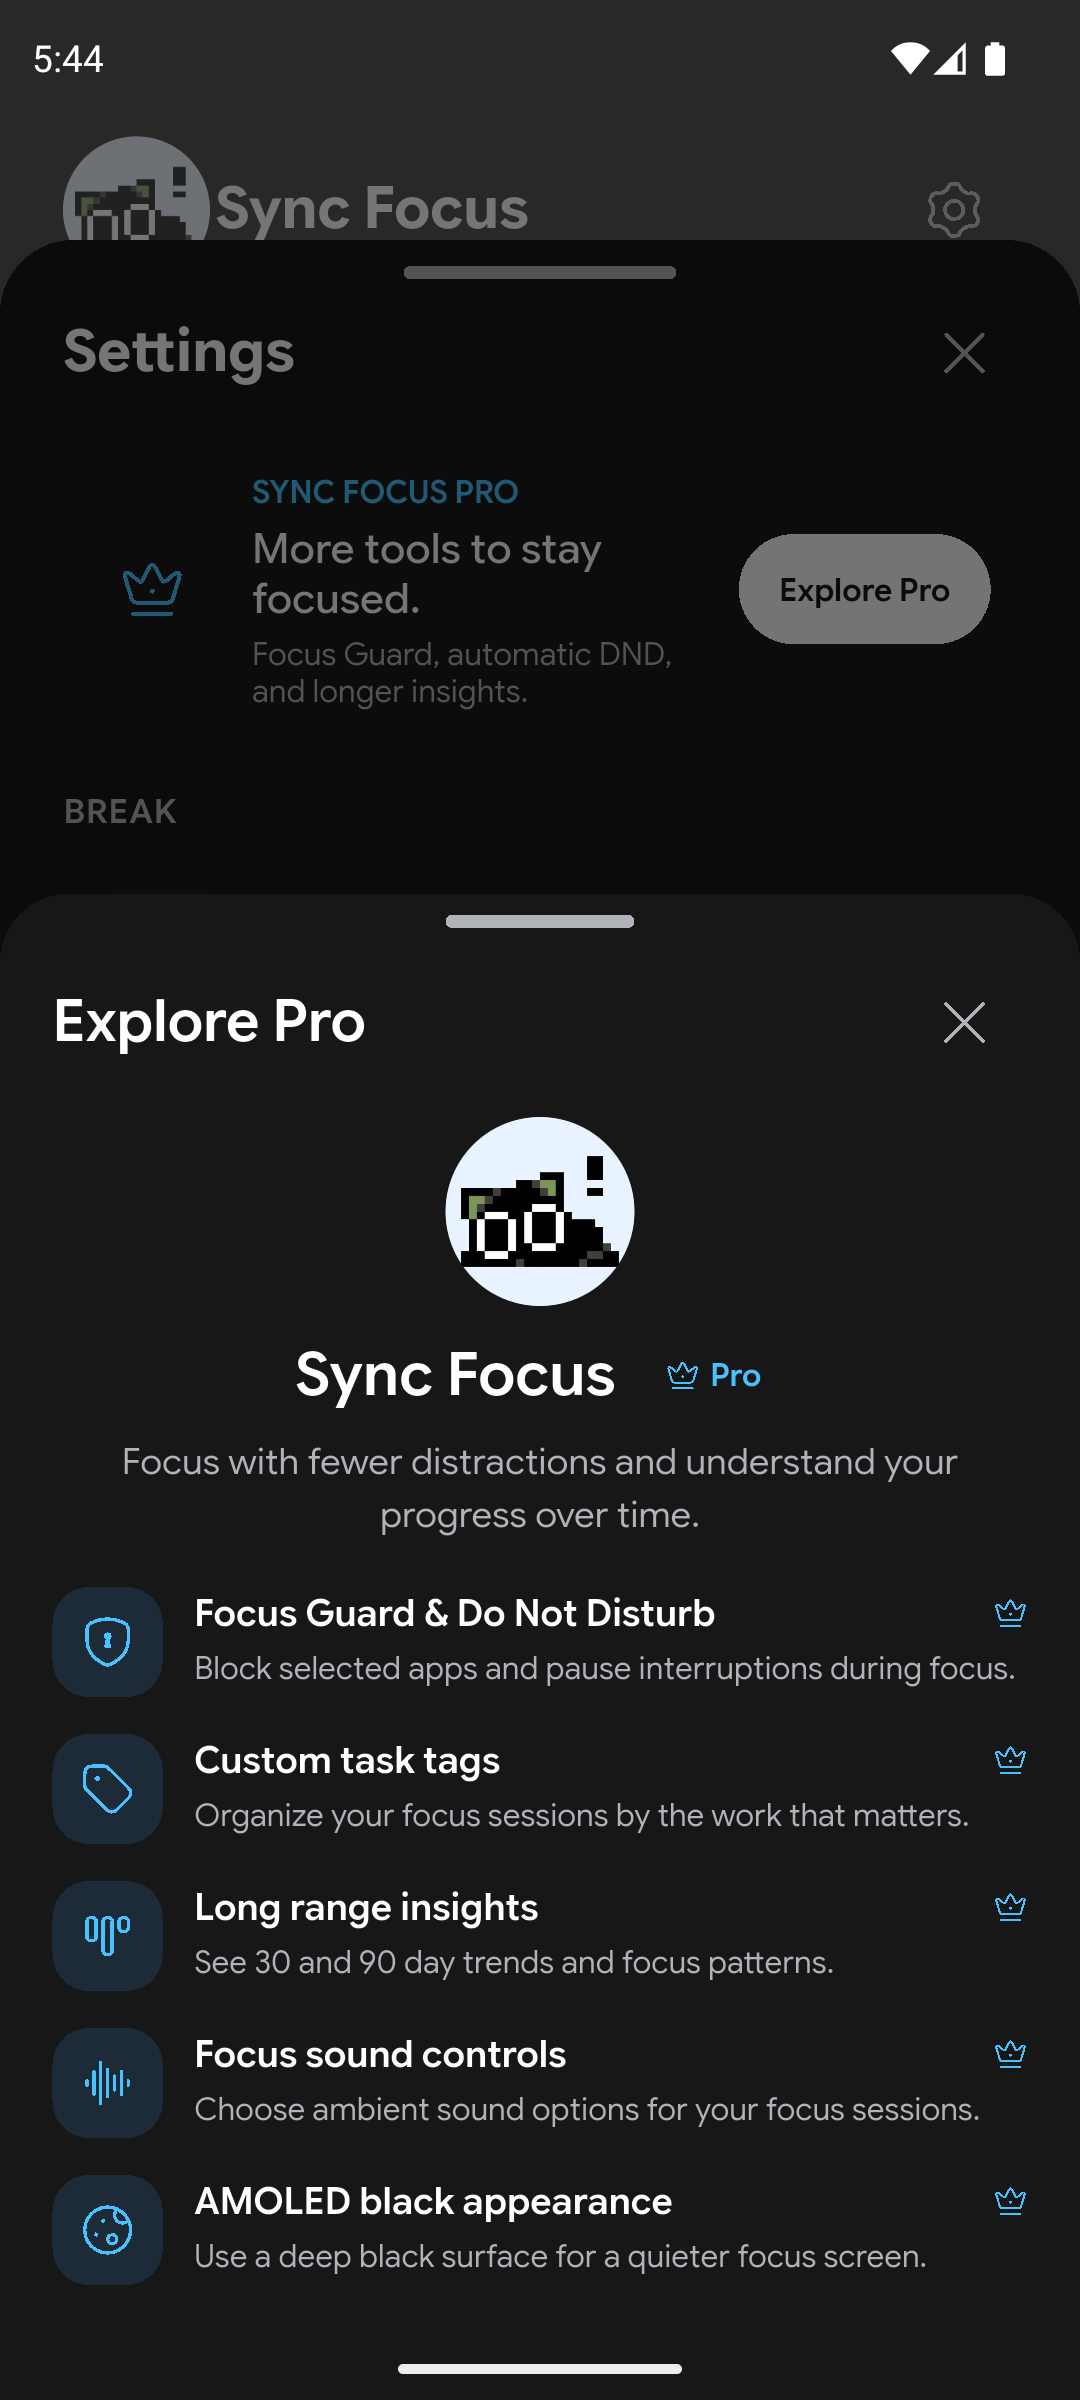 5:44
Sync Focus
Settings
SYNC FOCUS PRO
More tools to stay
focused.
Focus Guard, automatic DND,
and longer insights.
Explore Pro
BREAK
Explore Pro
Sync Focus
Pro
Focus with fewer distractions and understand your
progress over time.
Focus Guard & Do Not Disturb
Block selected apps and pause interruptions during focus.
Custom task tags
Organize your focus sessions by the work that matters.
Long range insights
See 30 and 90 day trends and focus patterns.
Focus sound controls
Choose ambient sound options for your focus sessions.
AMOLED black appearance
Use a deep black surface for a quieter focus screen.